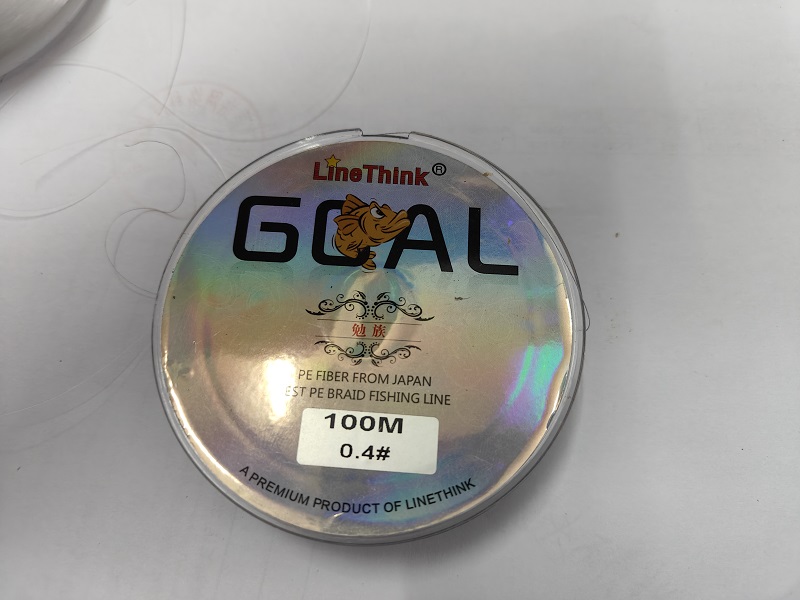 LineThink®
GOAL
勉族
PE FIBER FROM JAPAN
EST PE BRAID FISHING LINE
100M
0.4#
A PREMIUM PRODUCT OF LINETHINK